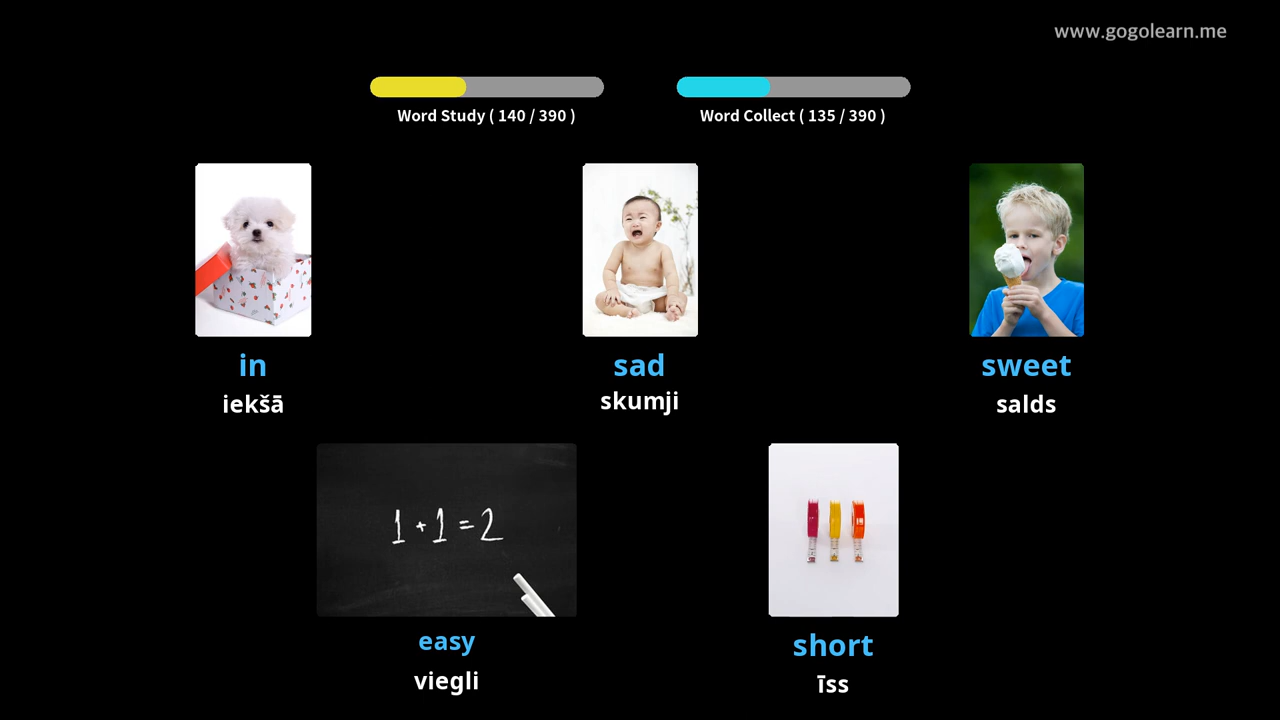 www.gogolearn.me
Word Study ( 140 / 390 )
Word Collect ( 135 / 390 )
in
iekšā
sad
skumji
sweet
salds
1 + 1 = 2
easy
viegli
short
īss